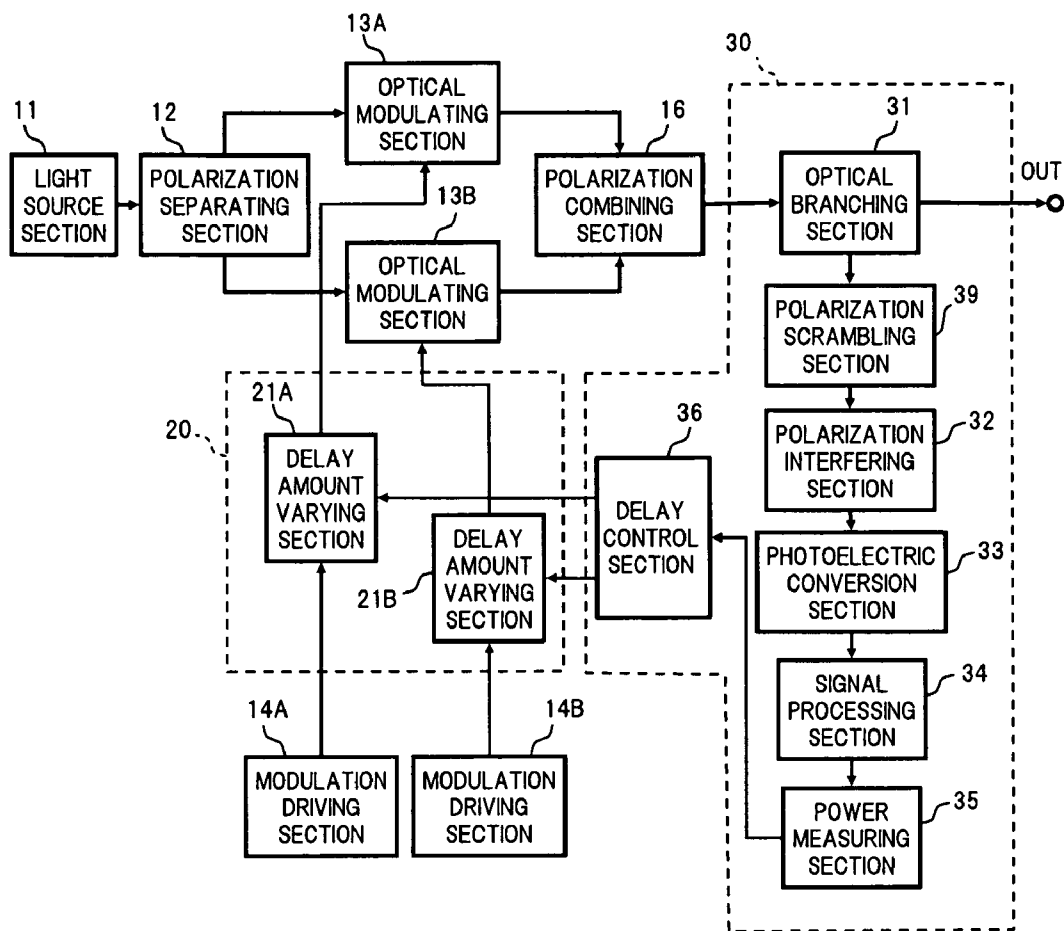 13A
OPTICAL
MODULATING
SECTION
30
11
LIGHT
SOURCE
SECTION
12
POLARIZATION
SEPARATING
SECTION
16
POLARIZATION
COMBINING
SECTION
31
OPTICAL
BRANCHING
SECTION
OUT
13B
OPTICAL
MODULATING
SECTION
39
POLARIZATION
SCRAMBLING
SECTION
20
21A
DELAY
AMOUNT
VARYING
SECTION
21B
DELAY
AMOUNT
VARYING
SECTION
36
DELAY
CONTROL
SECTION
32
POLARIZATION
INTERFERING
SECTION
33
PHOTOELECTRIC
CONVERSION
SECTION
34
SIGNAL
PROCESSING
SECTION
14A
MODULATION
DRIVING
SECTION
14B
MODULATION
DRIVING
SECTION
35
POWER
MEASURING
SECTION